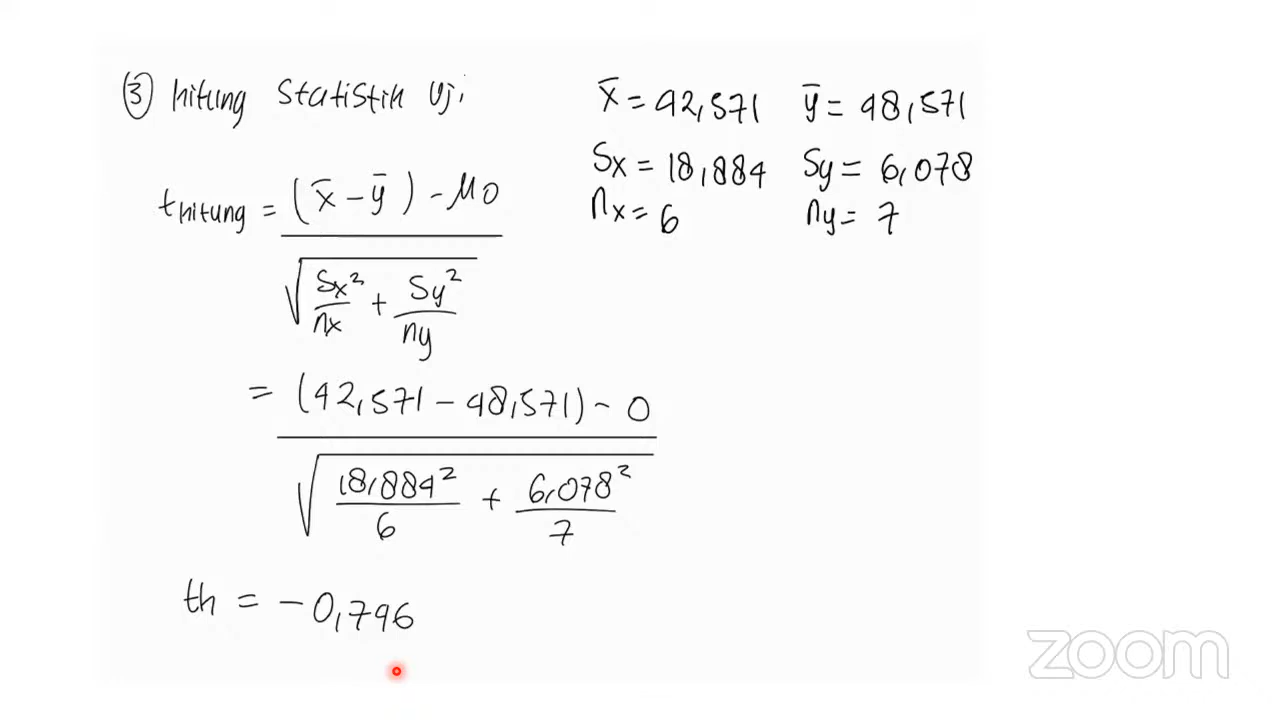 ③ hitung Statistik Uji
x̄ = 42,571 ȳ = 48,571
Sx = 18,884 Sy = 6,078
nx = 6 ny = 7
t hitung = (x̄ - ȳ) - μ0
√ Sx² / nx + Sy² / ny
= (42,571 - 48,571) - 0
√ 18,884² / 6 + 6,078² / 7
th = -0,796
zoom